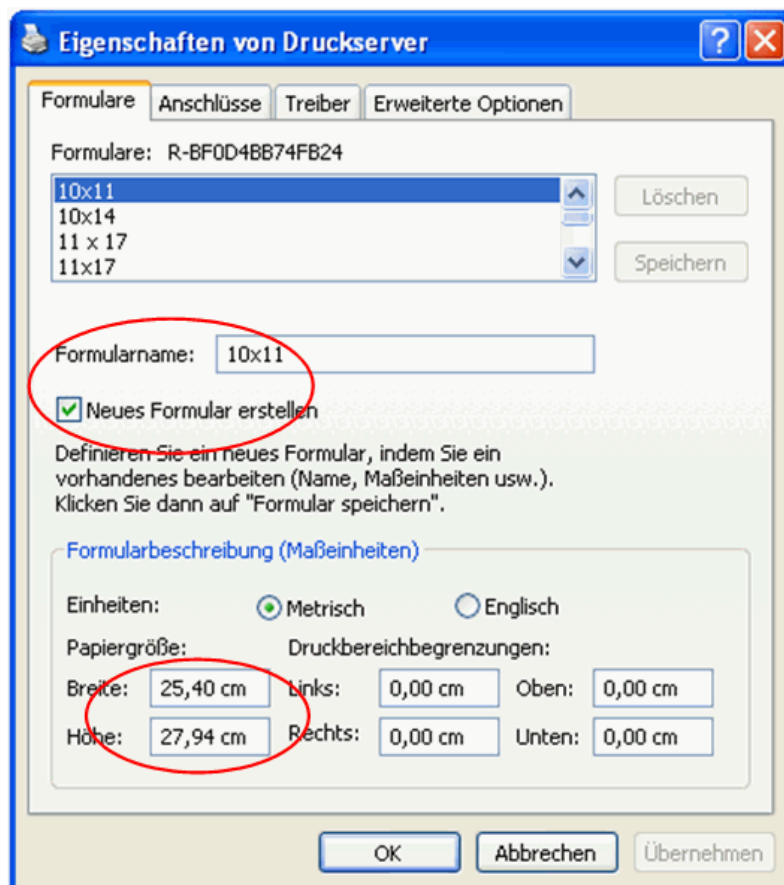 Eigenschaften von Druckserver
Formulare Anschlüsse Treiber Erweiterte Optionen
Formulare: R-BF0D4BB74FB24
10x11
10x14
11 x 17
11x17
Löschen
Speichern
Formularname: 10x11
Neues Formular erstellen
Definieren Sie ein neues Formular, indem Sie ein
vorhandenes bearbeiten (Name, Maßeinheiten usw.).
Klicken Sie dann auf "Formular speichern".
Formularbeschreibung (Maßeinheiten)
Einheiten: Metrisch Englisch
Papiergröße: Druckbereichbegrenzungen:
Breite: 25,40 cm Links: 0,00 cm Oben: 0,00 cm
Höhe: 27,94 cm Rechts: 0,00 cm Unten: 0,00 cm
OK Abbrechen Übernehmen